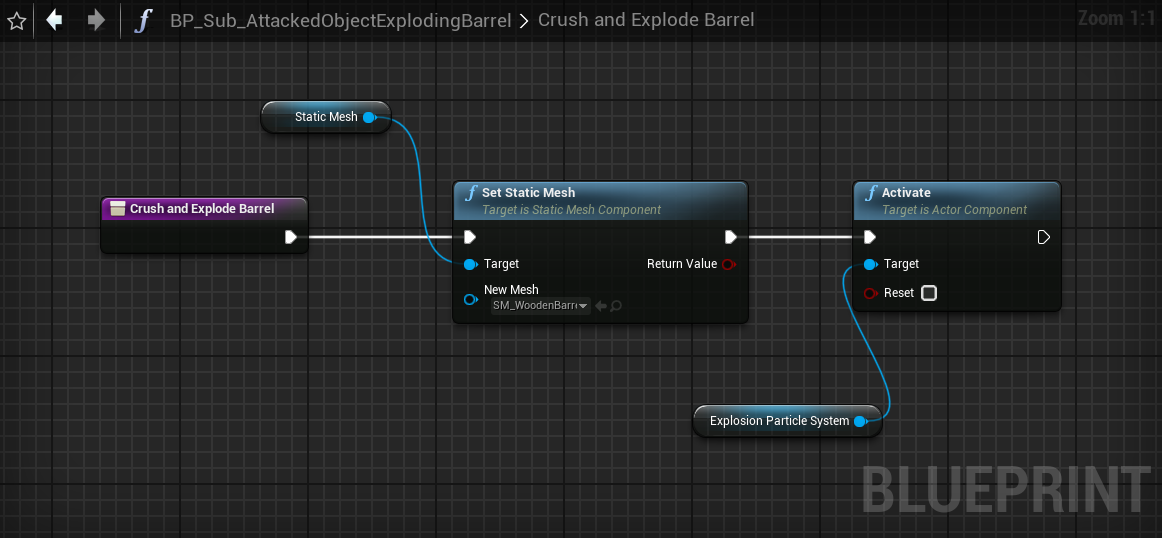 BP_Sub_AttackedObjectExplodingBarrel > Crush and Explode Barrel
Zoom 1:1
Static Mesh
Crush and Explode Barrel
f Set Static Mesh
Target is Static Mesh Component
Target
Return Value
New Mesh
SM_WoodenBarr
f Activate
Target is Actor Component
Target
Reset
Explosion Particle System
BLUEPRINT